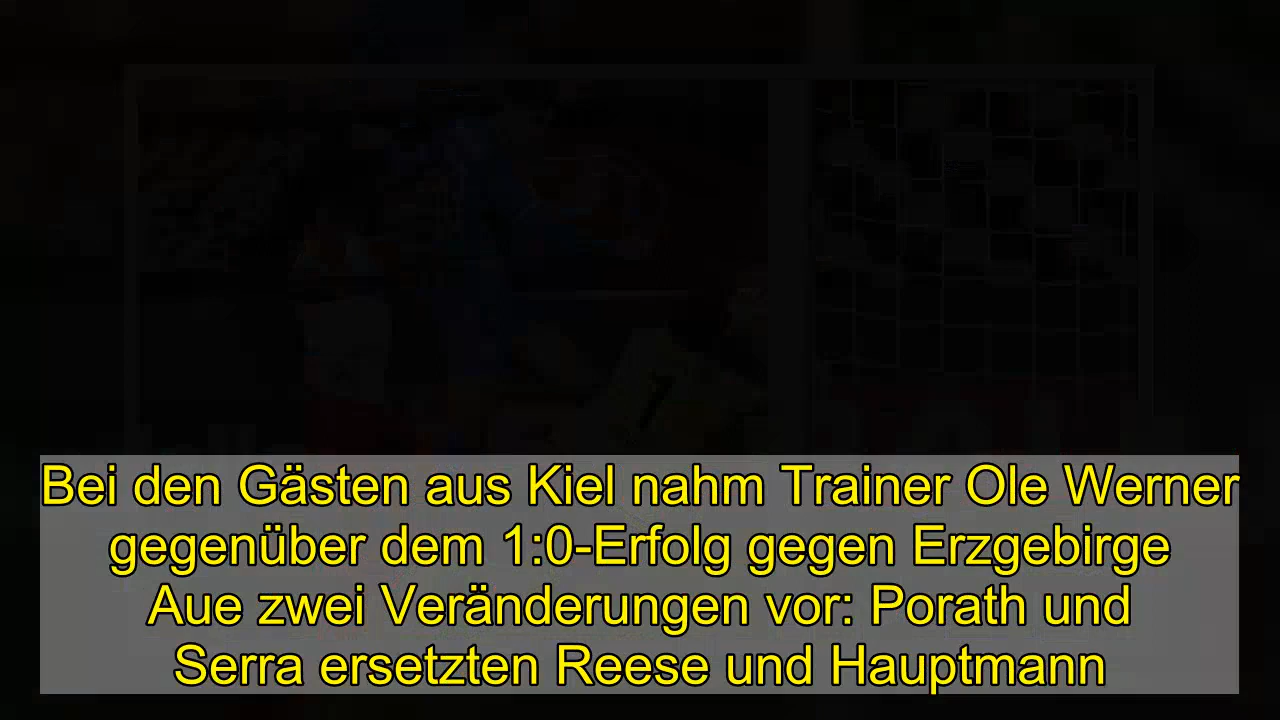 Bei den Gästen aus Kiel nahm Trainer Ole Werner
gegenüber dem 1:0-Erfolg gegen Erzgebirge
Aue zwei Veränderungen vor: Porath und
Serra ersetzten Reese und Hauptmann